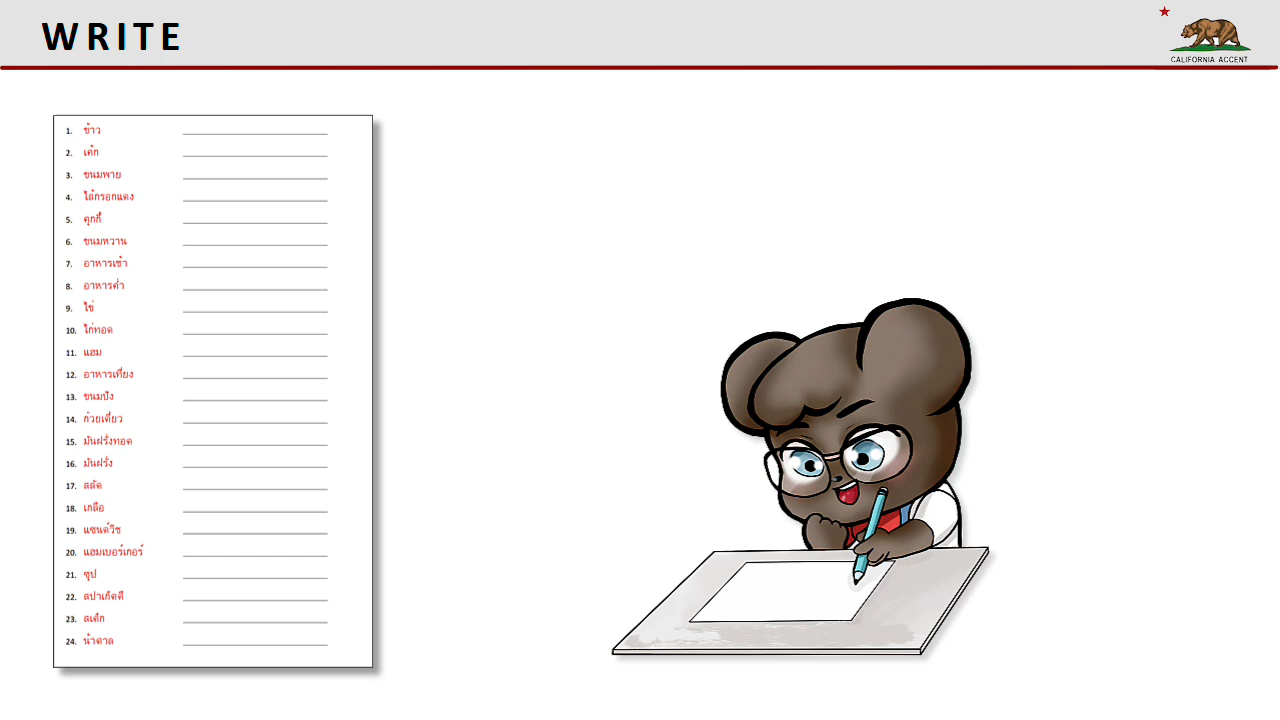 WRITE
CALIFORNIA ACCENT
1. ข้าว
2. เค้ก
3. ขนมพาย
4. ไส้กรอกแดง
5. คุกกี้
6. ขนมหวาน
7. อาหารเช้า
8. อาหารค่ำ
9. ไข่
10. ไก่ทอด
11. แฮม
12. อาหารเที่ยง
13. ขนมปัง
14. ก๋วยเตี๋ยว
15. มันฝรั่งทอด
16. มันฝรั่ง
17. สลัด
18. เกลือ
19. แซนด์วิช
20. แฮมเบอร์เกอร์
21. ซุป
22. สปาเก็ตตี้
23. สเต็ก
24. น้ำตาล